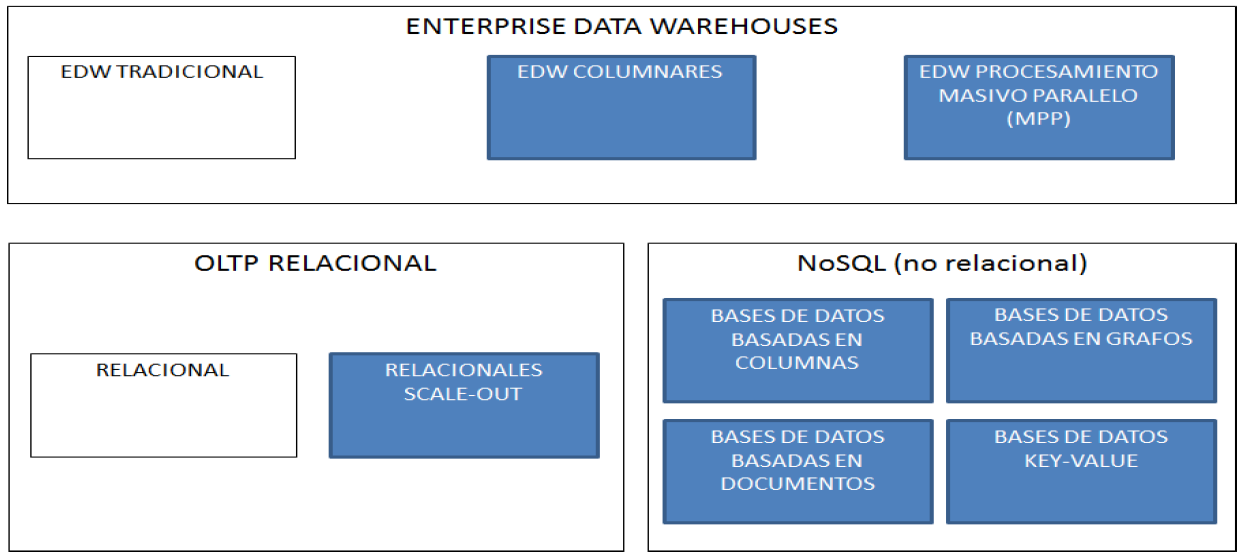 ENTERPRISE DATA WAREHOUSES
EDW TRADICIONAL
EDW COLUMNARES
EDW PROCESAMIENTO
MASIVO PARALELO
(MPP)
OLTP RELACIONAL
RELACIONAL
RELACIONALES
SCALE-OUT
NoSQL (no relacional)
BASES DE DATOS
BASADAS EN
COLUMNAS
BASES DE DATOS
BASADAS EN GRAFOS
BASES DE DATOS
BASADAS EN
DOCUMENTOS
BASES DE DATOS
KEY-VALUE